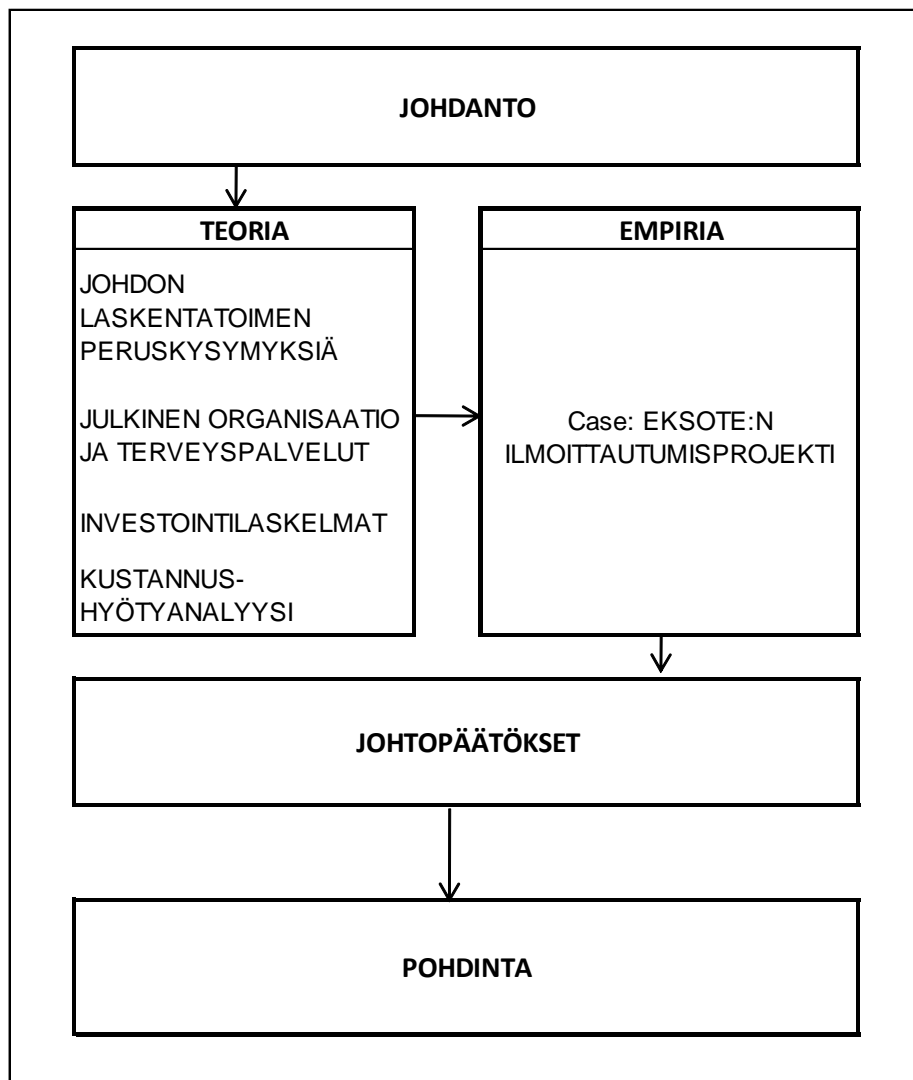 JOHDANTO
TEORIA
JOHDON
LASKENTATOIMEN
PERUSKYSYMYKSIÄ
JULKINEN ORGANISAATIO
JA TERVEYSPALVELUT
INVESTOINTILASKELMAT
KUSTANNUS-
HYÖTYANALYYSI
EMPIRIA
Case: EKSOTE:N
ILMOITTAUTUMISPROJEKTI
JOHTOPÄÄTÖKSET
POHDINTA